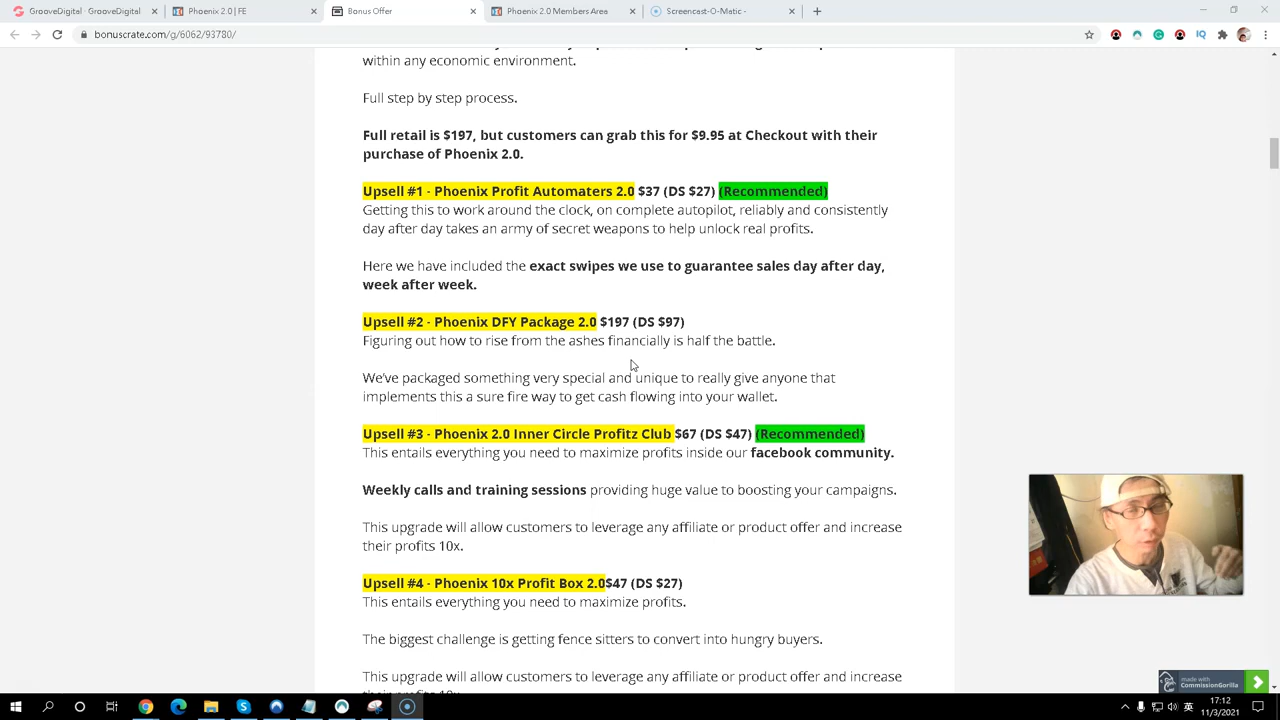 GrooveDigital - GrooveDigital
Phoenix 2.0 | FE
Bonus Offer
Phoenix 2.0 Members Area
Screencast-O-Matic -
bonuscrate.com/g/6062/93780/
within any economic environment.
Full step by step process.
Full retail is $197, but customers can grab this for $9.95 at Checkout with their
purchase of Phoenix 2.0.
Upsell #1 - Phoenix Profit Automaters 2.0 $37 (DS $27) (Recommended)
Getting this to work around the clock, on complete autopilot, reliably and consistently
day after day takes an army of secret weapons to help unlock real profits.
Here we have included the exact swipes we use to guarantee sales day after day,
week after week.
Upsell #2 - Phoenix DFY Package 2.0 $197 (DS $97)
Figuring out how to rise from the ashes financially is half the battle.
We've packaged something very special and unique to really give anyone that
implements this a sure fire way to get cash flowing into your wallet.
Upsell #3 - Phoenix 2.0 Inner Circle Profitz Club $67 (DS $47) (Recommended)
This entails everything you need to maximize profits inside our facebook community.
Weekly calls and training sessions providing huge value to boosting your campaigns.
This upgrade will allow customers to leverage any affiliate or product offer and increase
their profits 10x.
Upsell #4 - Phoenix 10x Profit Box 2.0$47 (DS $27)
This entails everything you need to maximize profits.
The biggest challenge is getting fence sitters to convert into hungry buyers.
This upgrade will allow customers to leverage any affiliate or product offer and increase
their profits 10x
made with
COMMISSIONGorilla
17:12
英
11/3/2021